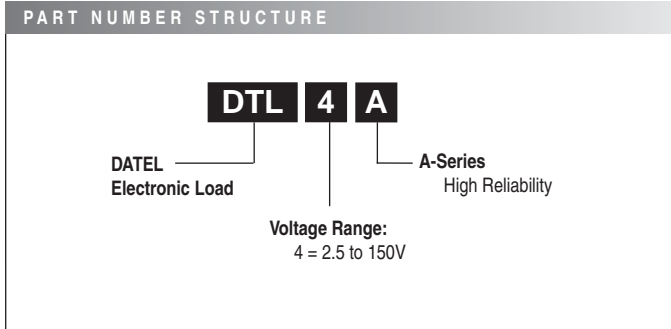 PART NUMBER STRUCTURE
DTL 4 A
DATEL
Electronic Load
A-Series
High Reliability
Voltage Range:
4 = 2.5 to 150V